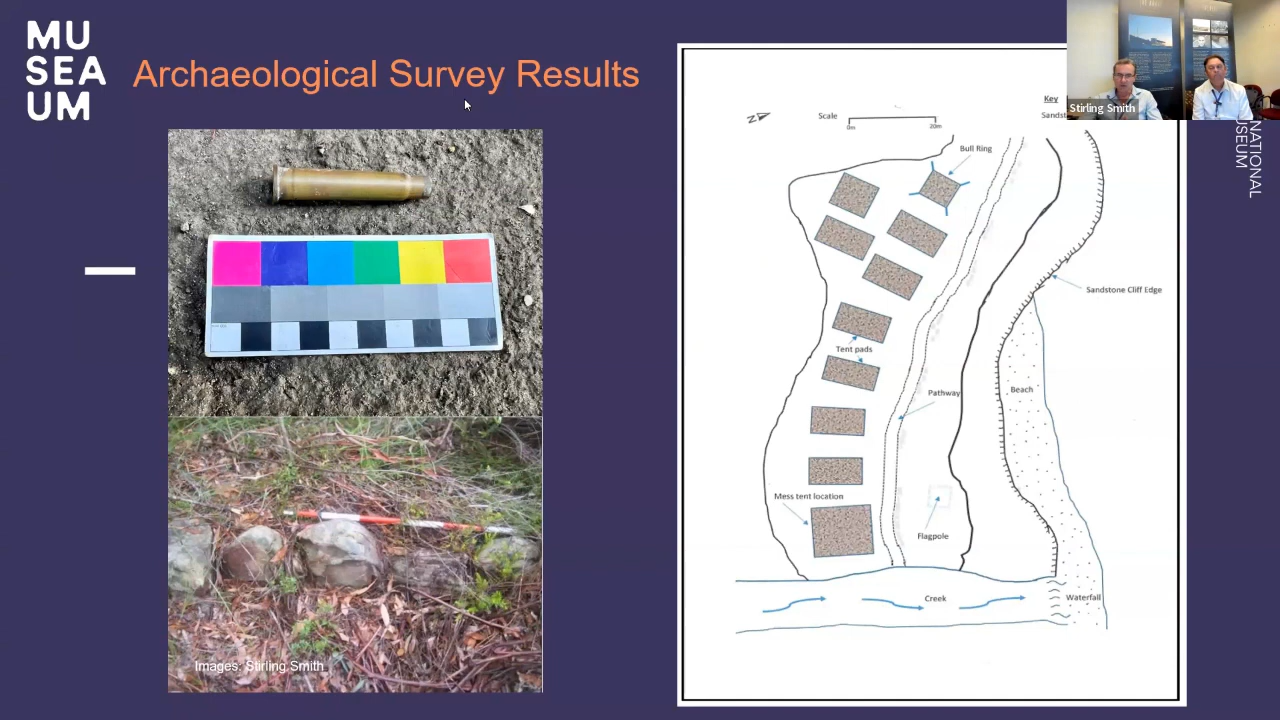 MU
SEA
UM
Archaeological Survey Results
Images: Stirling Smith
Scale
0m
20m
N
Key
Bull Ring
Sandstone Cliff Edge
Tent pads
Beach
Pathway
Mess tent location
Flagpole
Creek
Waterfall
Stirling Smith
NATIONAL